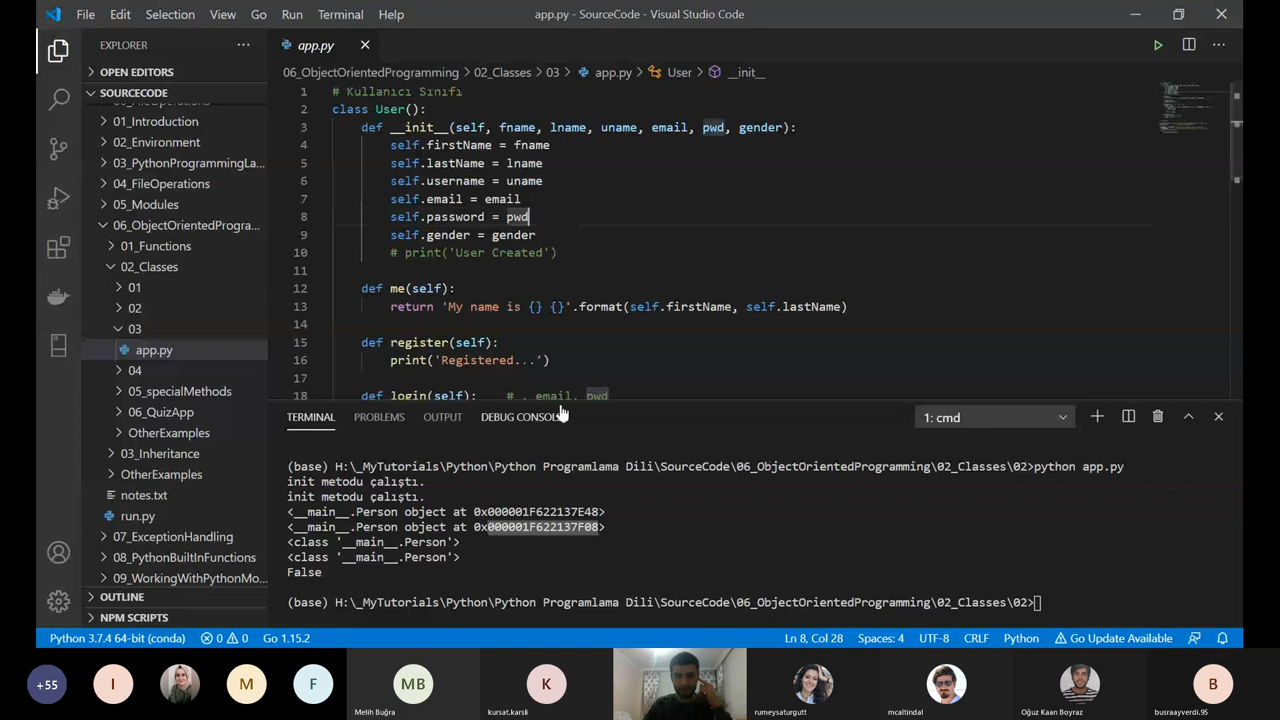 File Edit Selection View Go Run Terminal Help
app.py - SourceCode - Visual Studio Code
EXPLORER
OPEN EDITORS
SOURCECODE
01_Introduction
02_Environment
03_PythonProgrammingLa...
04_FileOperations
05_Modules
06_ObjectOrientedProgra...
01_Functions
02_Classes
01
02
03
app.py
04
05_specialMethods
06_QuizApp
OtherExamples
03_Inheritance
OtherExamples
notes.txt
run.py
07_ExceptionHandling
08_PythonBuiltInFunctions
09_WorkingWithPythonMo...
OUTLINE
NPM SCRIPTS
app.py
06_ObjectOrientedProgramming > 02_Classes > 03 > app.py > User > __init__
1 # Kullanıcı Sınıfı
2 class User():
3 def __init__(self, fname, lname, uname, email, pwd, gender):
4 self.firstName = fname
5 self.lastName = lname
6 self.username = uname
7 self.email = email
8 self.password = pwd
9 self.gender = gender
10 # print('User Created')
11
12 def me(self):
13 return 'My name is {} {}'.format(self.firstName, self.lastName)
14
15 def register(self):
16 print('Registered...')
17
18 def login(self): # , email, pwd
TERMINAL PROBLEMS OUTPUT DEBUG CONSOLE
1: cmd
(base) H:\_MyTutorials\Python\Python Programlama Dili\SourceCode\06_ObjectOrientedProgramming\02_Classes\02>python app.py
init metodu çalıştı.
init metodu çalıştı.
<__main__.Person object at 0x000001F622137E48>
<__main__.Person object at 0x000001F622137F08>
<class '__main__.Person'>
<class '__main__.Person'>
False
(base) H:\_MyTutorials\Python\Python Programlama Dili\SourceCode\06_ObjectOrientedProgramming\02_Classes\02>
Python 3.7.4 64-bit (conda) 0 0 Go 1.15.2
Ln 8, Col 28 Spaces: 4 UTF-8 CRLF Python Go Update Available
+55 I M F MB K B
Melih Buğra kursat.karsli rumeysaturgutt mcaltindal Oğuz Kaan Boyraz busraayverdi.95